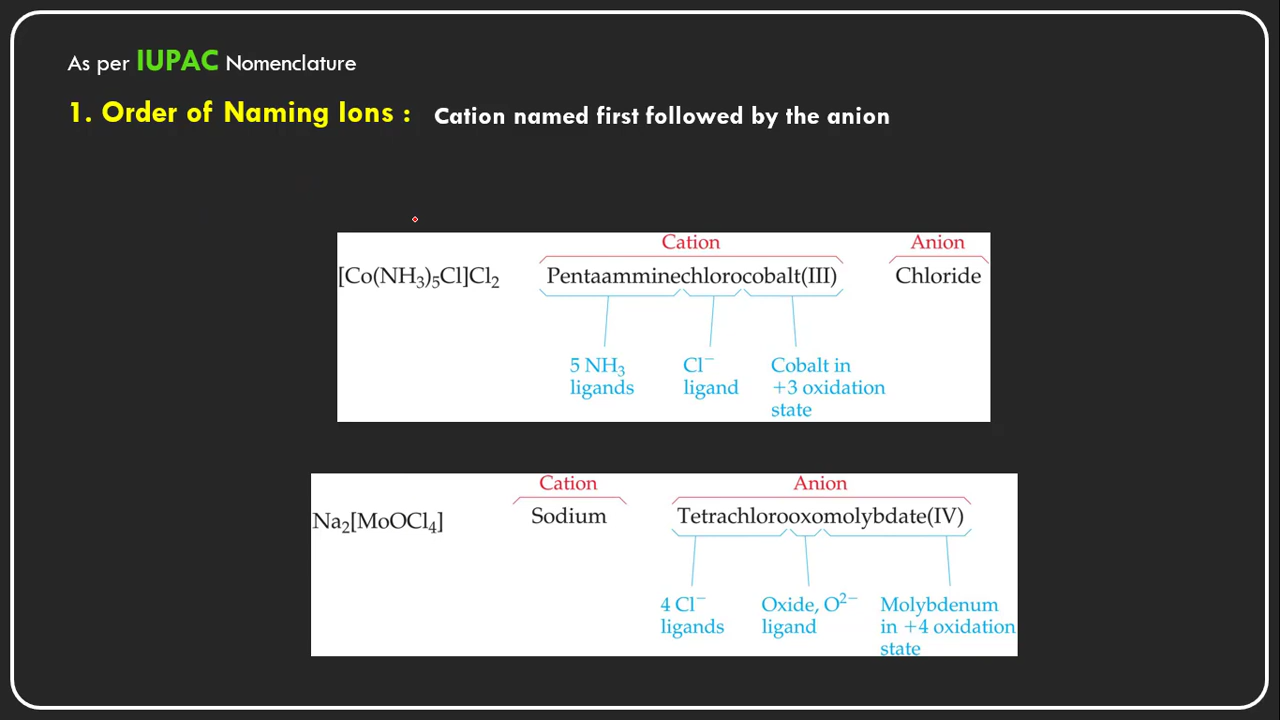 As per IUPAC Nomenclature
1. Order of Naming Ions : Cation named first followed by the anion
Cation Anion
[Co(NH₃)₅Cl]Cl₂ Pentaamminechlorocobalt(III) Chloride
5 NH₃ Cl⁻ Cobalt in
ligands ligand +3 oxidation
state
Cation Anion
Na₂[MoOCl₄] Sodium Tetrachlorooxomolybdate(IV)
4 Cl⁻ Oxide, O²⁻ Molybdenum
ligands ligand in +4 oxidation
state